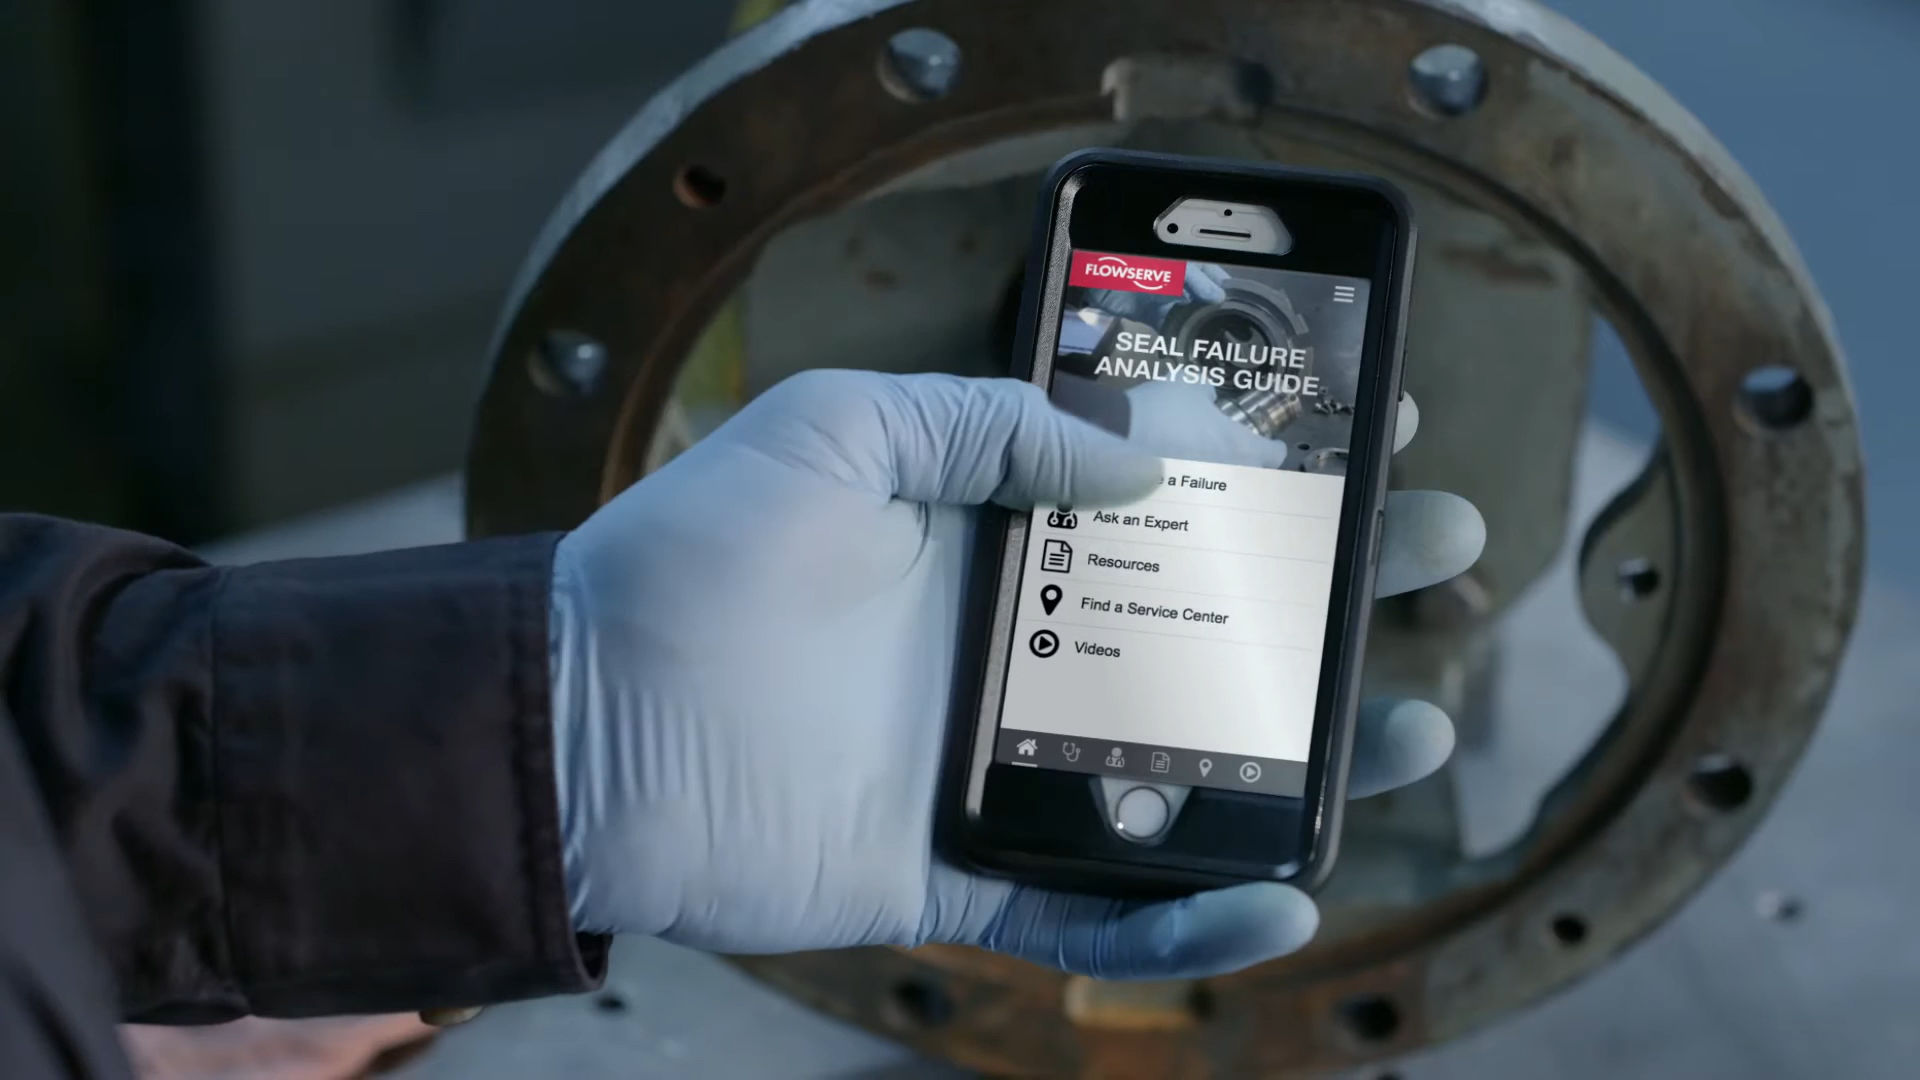 FLOWSERVE
SEAL FAILURE
ANALYSIS GUIDE
a Failure
Ask an Expert
Resources
Find a Service Center
Videos